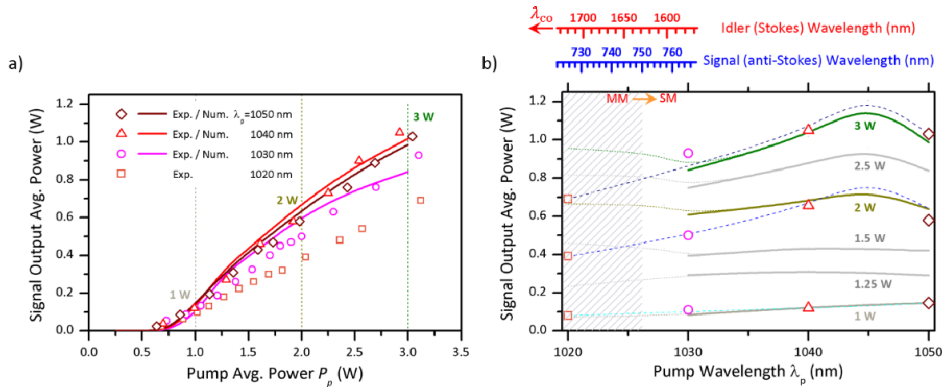 λco
1700 1650 1600
Idler (Stokes) Wavelength (nm)
730 740 750 760
Signal (anti-Stokes) Wavelength (nm)
a)
Signal Output Avg. Power (W)
1.2
1.0
0.8
0.6
0.4
0.2
0.0
Exp. / Num. λp=1050 nm
Exp. / Num. 1040 nm
Exp. / Num. 1030 nm
Exp. 1020 nm
1 W
2 W
3 W
0.0 0.5 1.0 1.5 2.0 2.5 3.0 3.5
Pump Avg. Power Pp (W)
b)
Signal Output Avg. Power (W)
1.2
1.0
0.8
0.6
0.4
0.2
0.0
MM → SM
3 W
2.5 W
2 W
1.5 W
1.25 W
1 W
1020 1030 1040 1050
Pump Wavelength λp (nm)